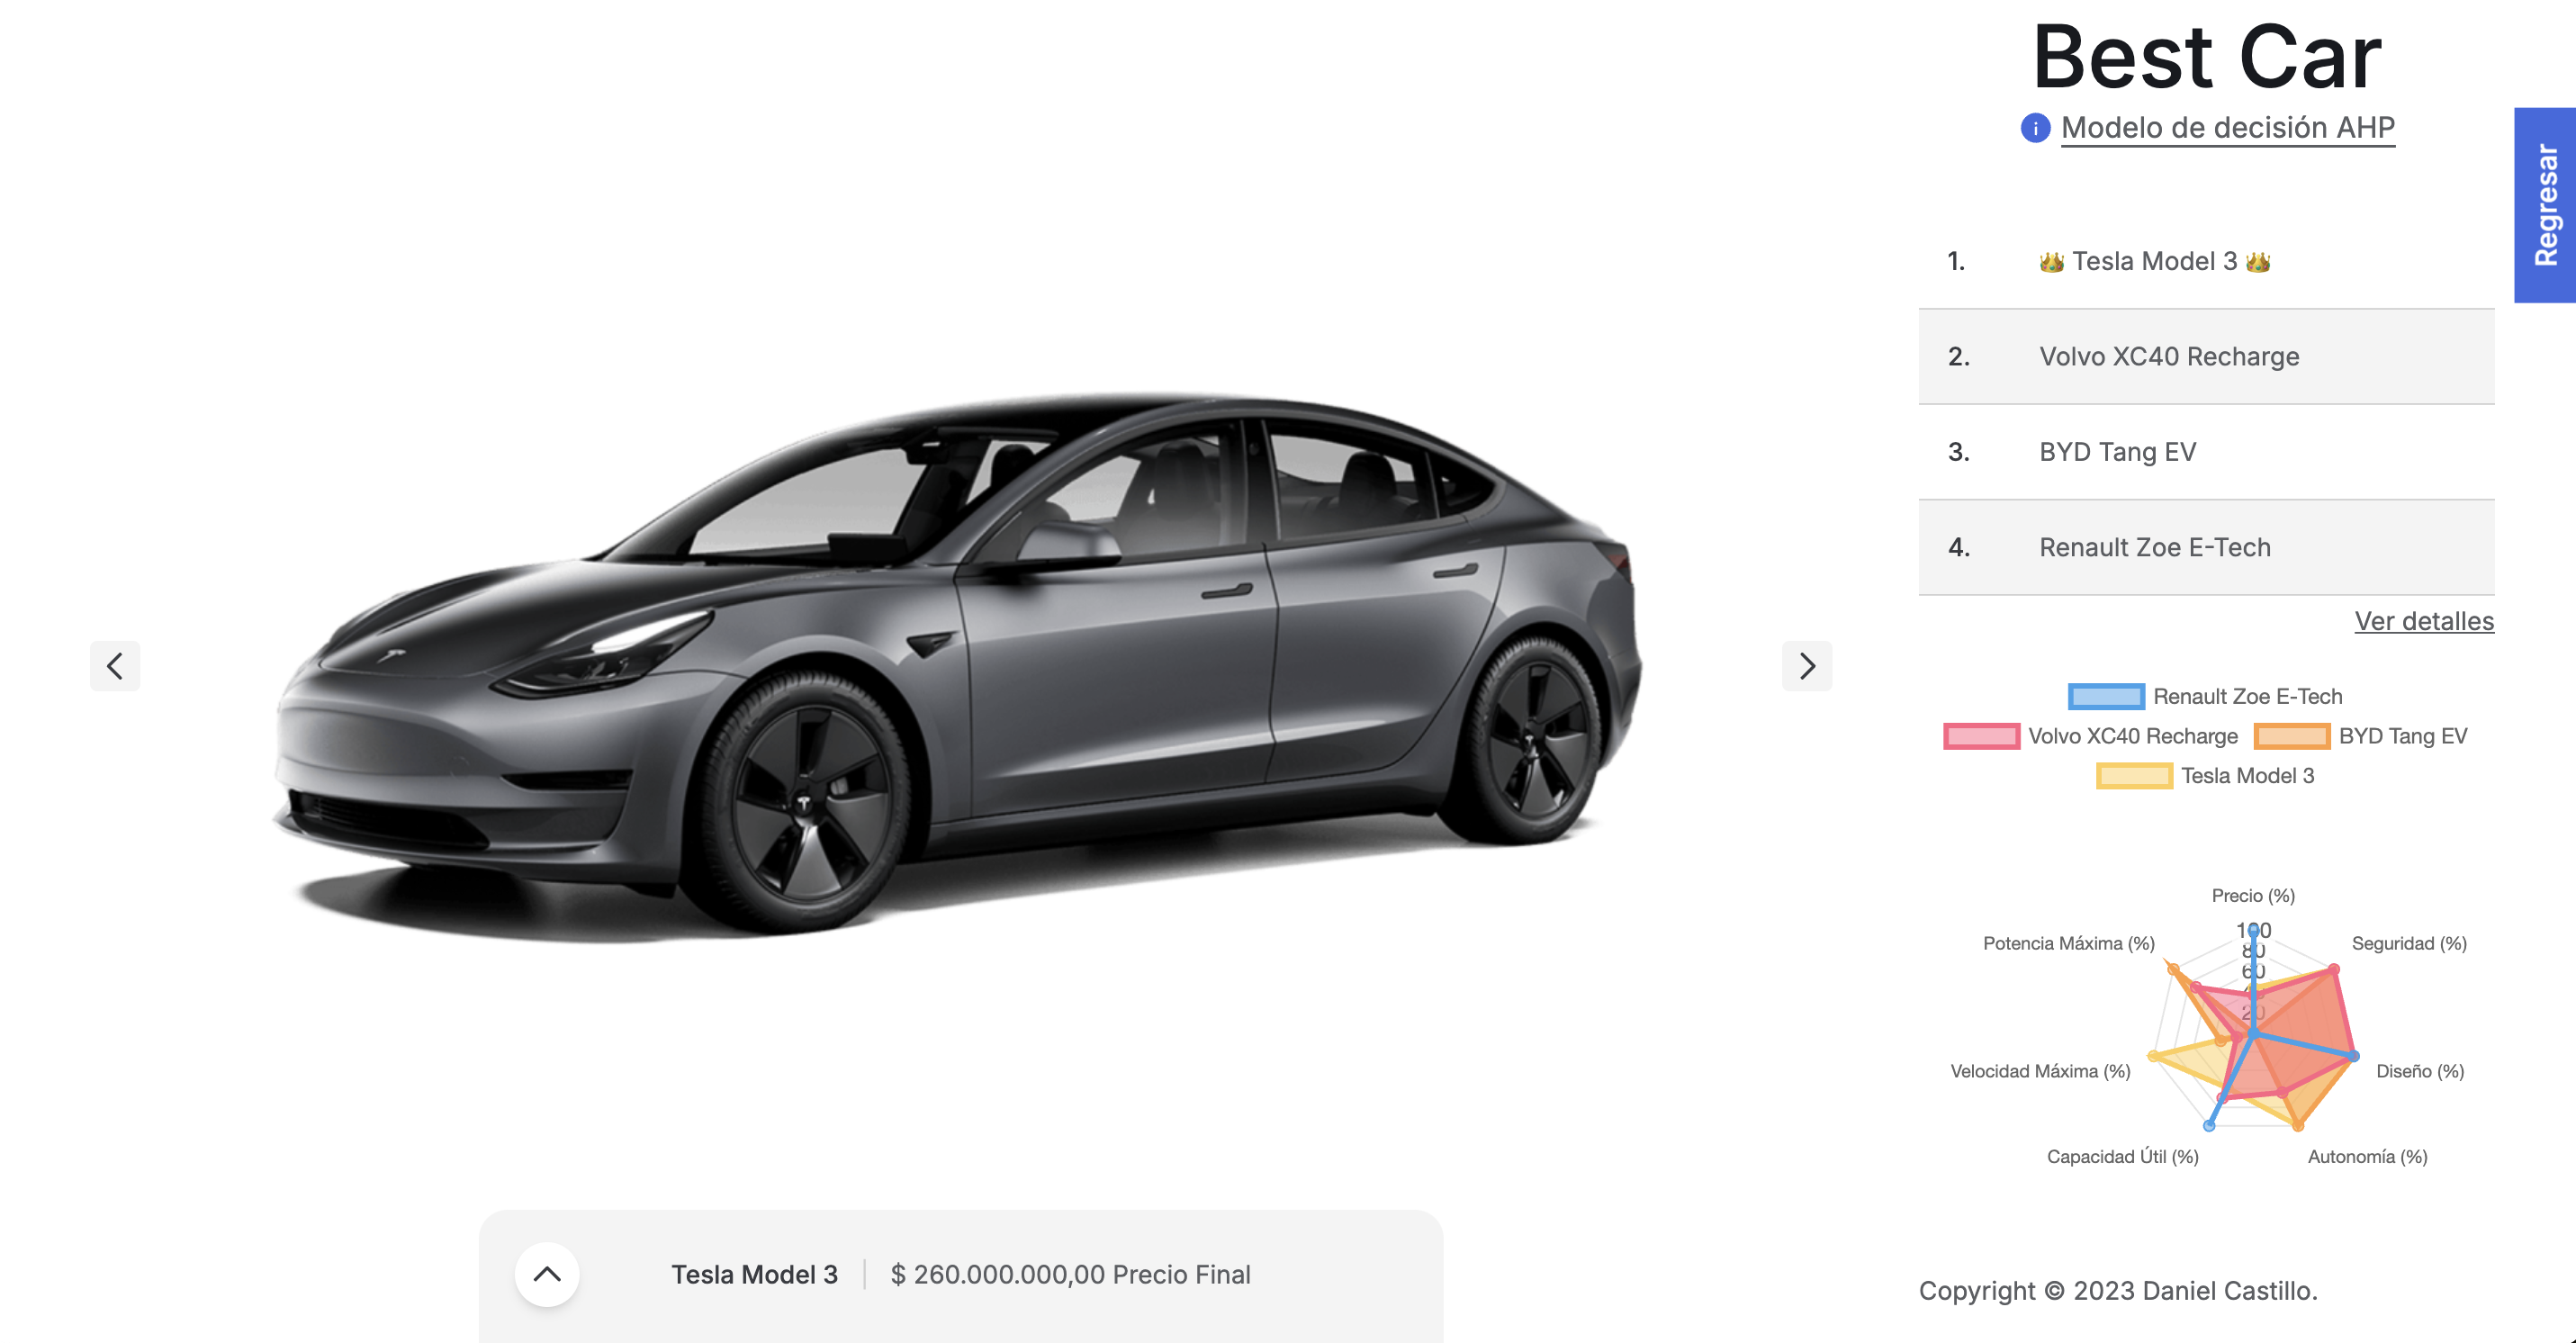 Best Car
Modelo de decisión AHP
Regresar
1. 👑 Tesla Model 3 👑
2. Volvo XC40 Recharge
3. BYD Tang EV
4. Renault Zoe E-Tech
Ver detalles
Renault Zoe E-Tech
Volvo XC40 Recharge BYD Tang EV
Tesla Model 3
Precio (%)
100
Potencia Máxima (%) Seguridad (%)
80
60
20
Velocidad Máxima (%) Diseño (%)
Capacidad Útil (%) Autonomía (%)
Tesla Model 3 $ 260.000.000,00 Precio Final
Copyright © 2023 Daniel Castillo.